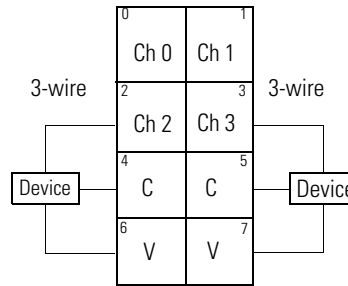 0 1
Ch 0 Ch 1
3-wire 2 3 3-wire
Ch 2 Ch 3
4 5
Device C C Device
6 7
V V